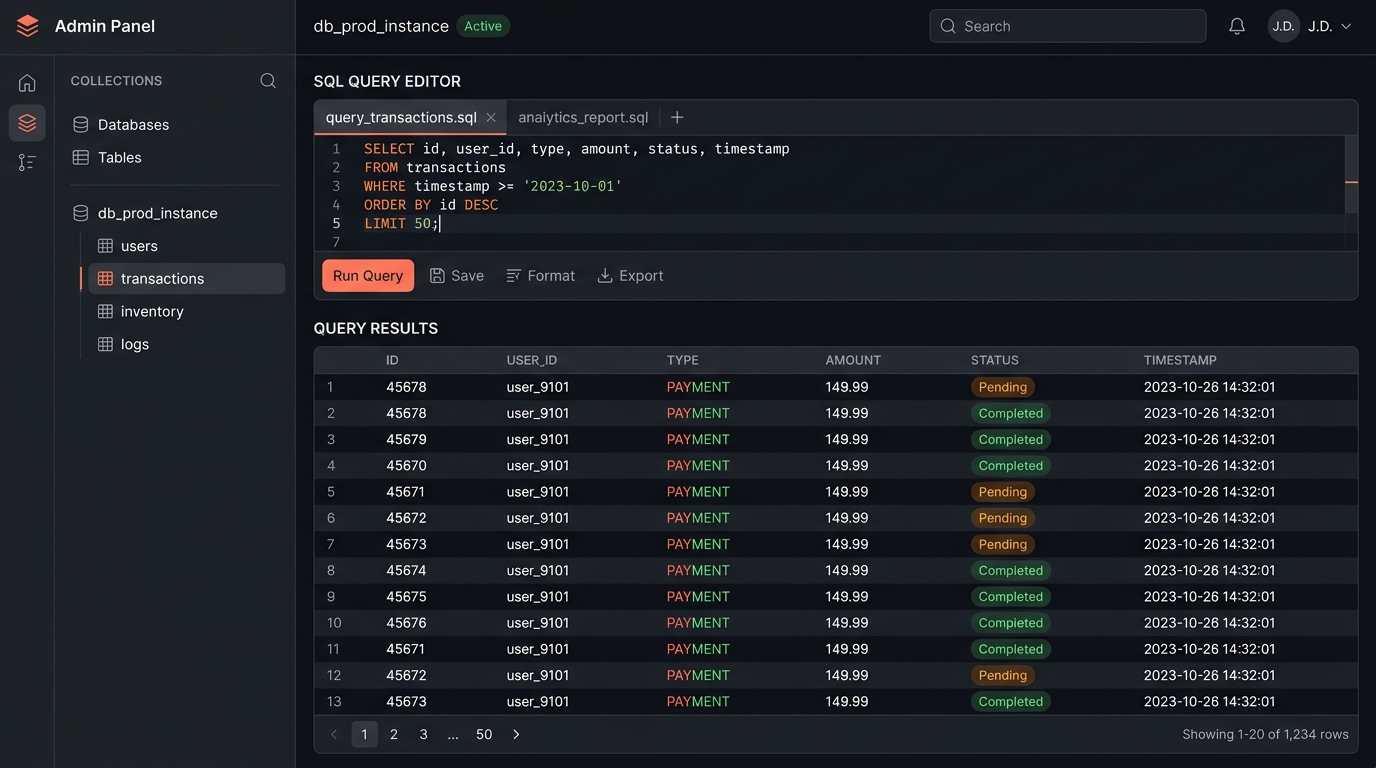 Admin Panel
db_prod_instance Active
Search
J.D. J.D.
COLLECTIONS
Databases
Tables
db_prod_instance
users
transactions
inventory
logs
SQL QUERY EDITOR
query_transactions.sql analytics_report.sql
1 SELECT id, user_id, type, amount, status, timestamp
2 FROM transactions
3 WHERE timestamp >= '2023-10-01'
4 ORDER BY id DESC
5 LIMIT 50;
7
Run Query Save Format Export
QUERY RESULTS
ID USER_ID TYPE AMOUNT STATUS TIMESTAMP
1 45678 user_9101 PAYMENT 149.99 Pending 2023-10-26 14:32:01
2 45678 user_9101 PAYMENT 149.99 Completed 2023-10-26 14:32:01
3 45679 user_9101 PAYMENT 149.99 Completed 2023-10-26 14:32:01
4 45670 user_9101 PAYMENT 149.99 Completed 2023-10-26 14:32:01
5 45671 user_9101 PAYMENT 149.99 Pending 2023-10-26 14:32:01
6 45672 user_9101 PAYMENT 149.99 Pending 2023-10-26 14:32:01
7 45673 user_9101 PAYMENT 149.99 Pending 2023-10-26 14:32:01
8 45674 user_9101 PAYMENT 149.99 Completed 2023-10-26 14:32:01
9 45675 user_9101 PAYMENT 149.99 Completed 2023-10-26 14:32:01
10 45676 user_9101 PAYMENT 149.99 Completed 2023-10-26 14:32:01
11 45671 user_9101 PAYMENT 149.99 Completed 2023-10-26 14:32:01
12 45672 user_9101 PAYMENT 149.99 Pending 2023-10-26 14:32:01
13 45673 user_9101 PAYMENT 149.99 Completed 2023-10-26 14:32:01
1 2 3 ... 50
Showing 1-20 of 1,234 rows